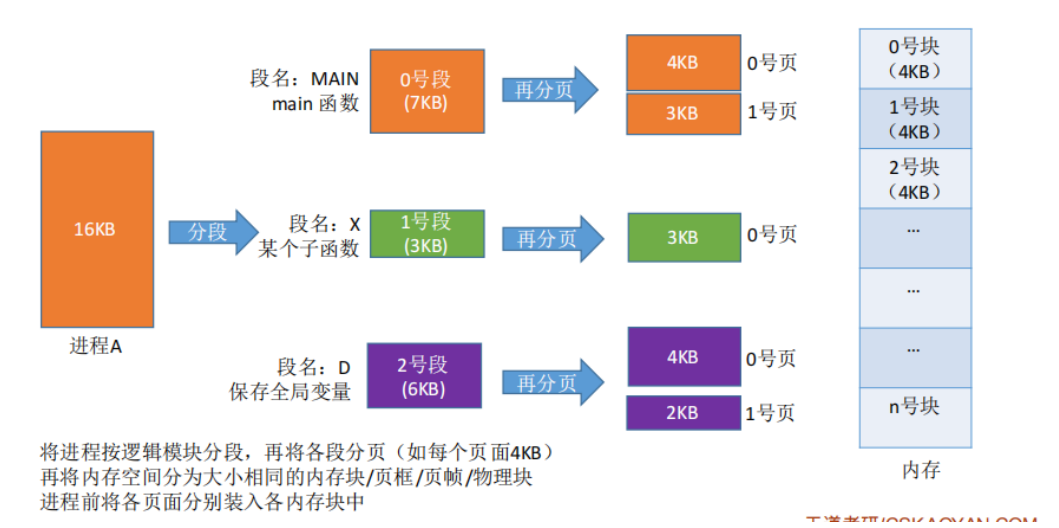 段名：MAIN
main 函数
0号段
(7KB)
再分页
4KB
0号页
3KB
1号页
16KB
进程A
分段
段名：X
某个子函数
1号段
(3KB)
再分页
3KB
0号页
段名：D
保存全局变量
2号段
(6KB)
再分页
4KB
0号页
2KB
1号页
0号块
（4KB）
1号块
（4KB）
2号块
（4KB）
...
...
...
n号块
内存
将进程按逻辑模块分段，再将各段分页（如每个页面4KB）
再将内存空间分为大小相同的内存块/页框/页帧/物理块
进程前将各页面分别装入各内存块中
王道考研/CSKAOYAN.COM